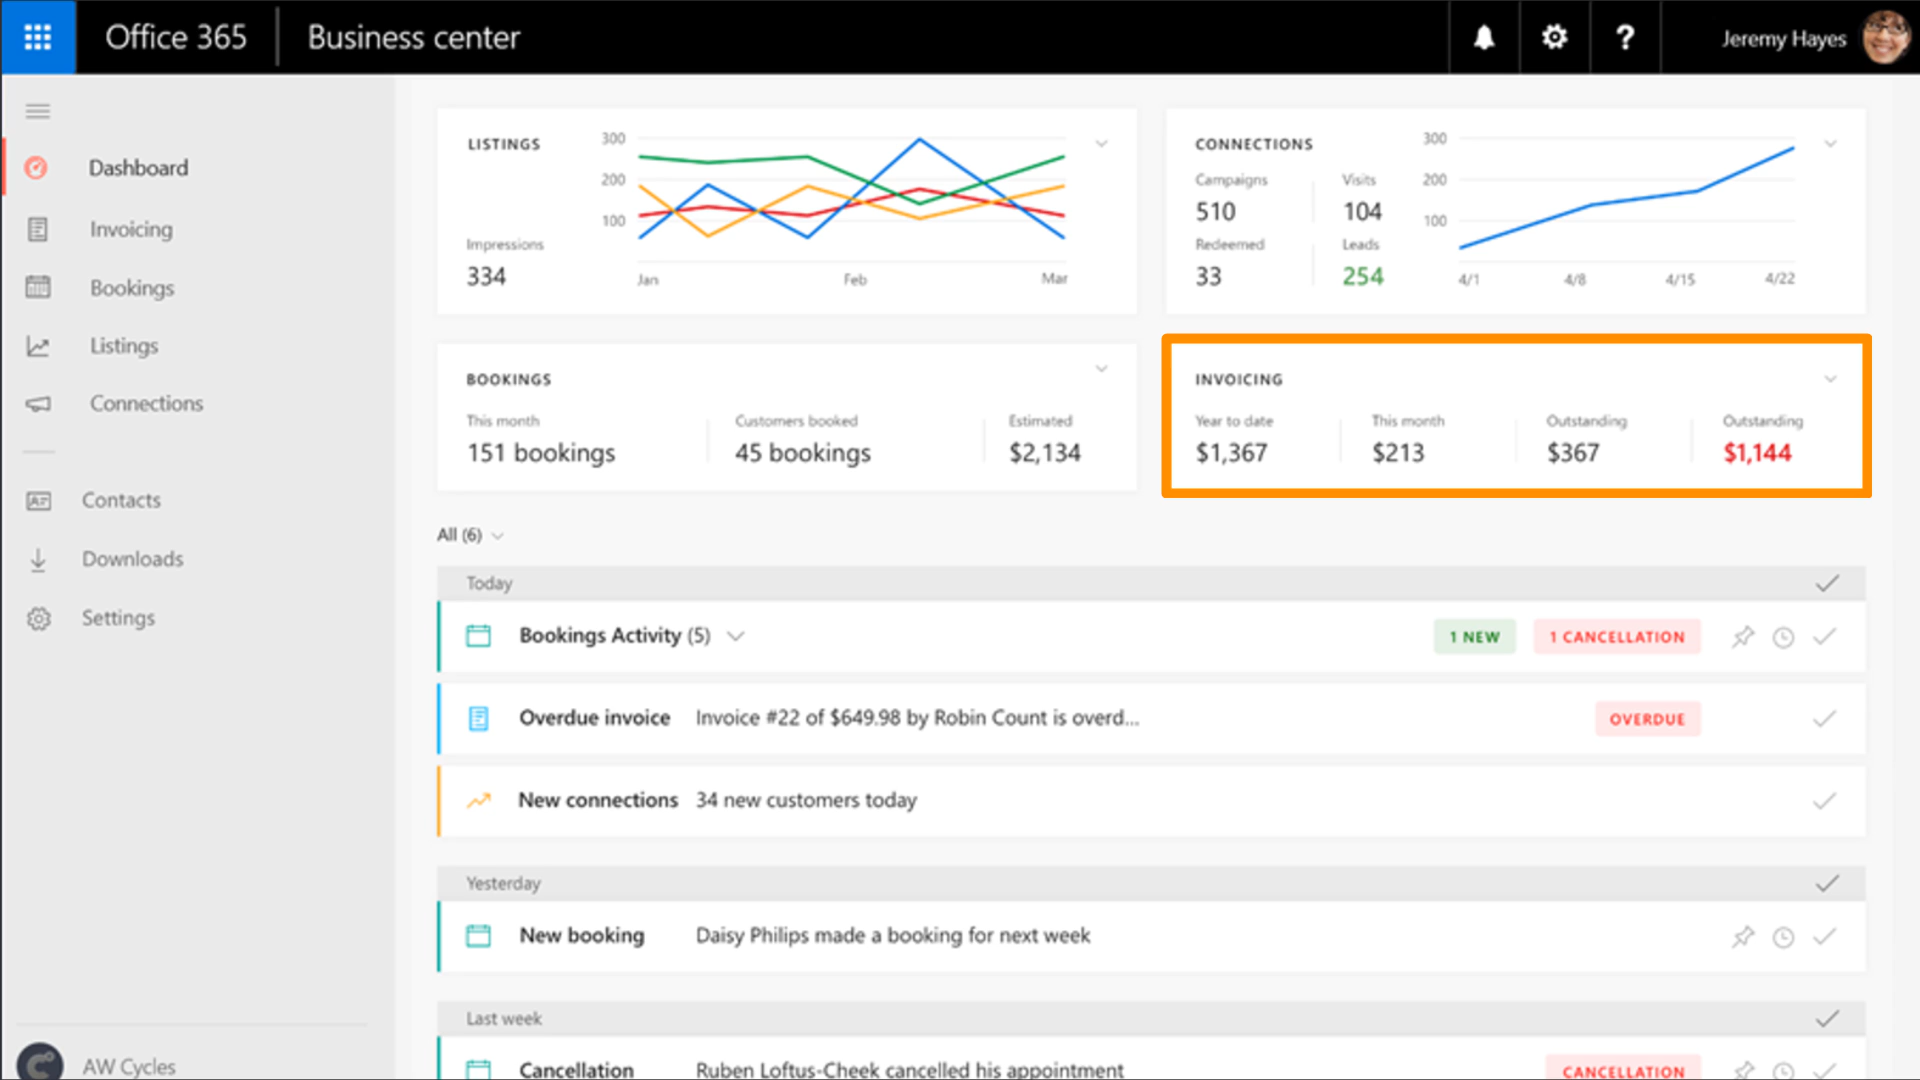 Office 365
Business center
?
Jeremy Hayes
Dashboard
Invoicing
Bookings
Listings
Connections
Contacts
Downloads
Settings
AW Cycles
LISTINGS
Impressions
334
300
200
100
Jan Feb Mar
CONNECTIONS
Campaigns Visits
510 104
Redeemed Leads
33 254
300
200
100
4/1 4/8 4/15 4/22
BOOKINGS
This month Customers booked Estimated
151 bookings 45 bookings $2,134
INVOICING
Year to date This month Outstanding Outstanding
$1,367 $213 $367 $1,144
All (6)
Today
Bookings Activity (5) 1 NEW 1 CANCELLATION
Overdue invoice Invoice #22 of $649.98 by Robin Count is overd... OVERDUE
New connections 34 new customers today
Yesterday
New booking Daisy Philips made a booking for next week
Last week
Cancellation Ruben Loftus-Cheek cancelled his appointment CANCELLATION